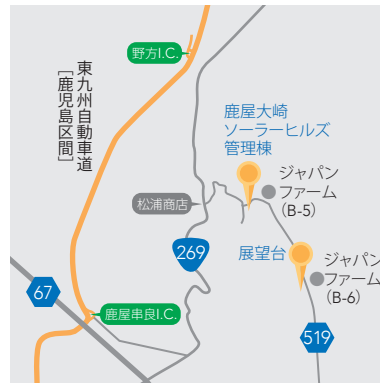 野方I.C.
東九州自動車道
［鹿児島区間］
鹿屋大崎
ソーラーヒルズ
管理棟
ジャパン
ファーム
(B-5)
松浦商店
269
展望台
ジャパン
ファーム
(B-6)
67
鹿屋串良I.C.
519